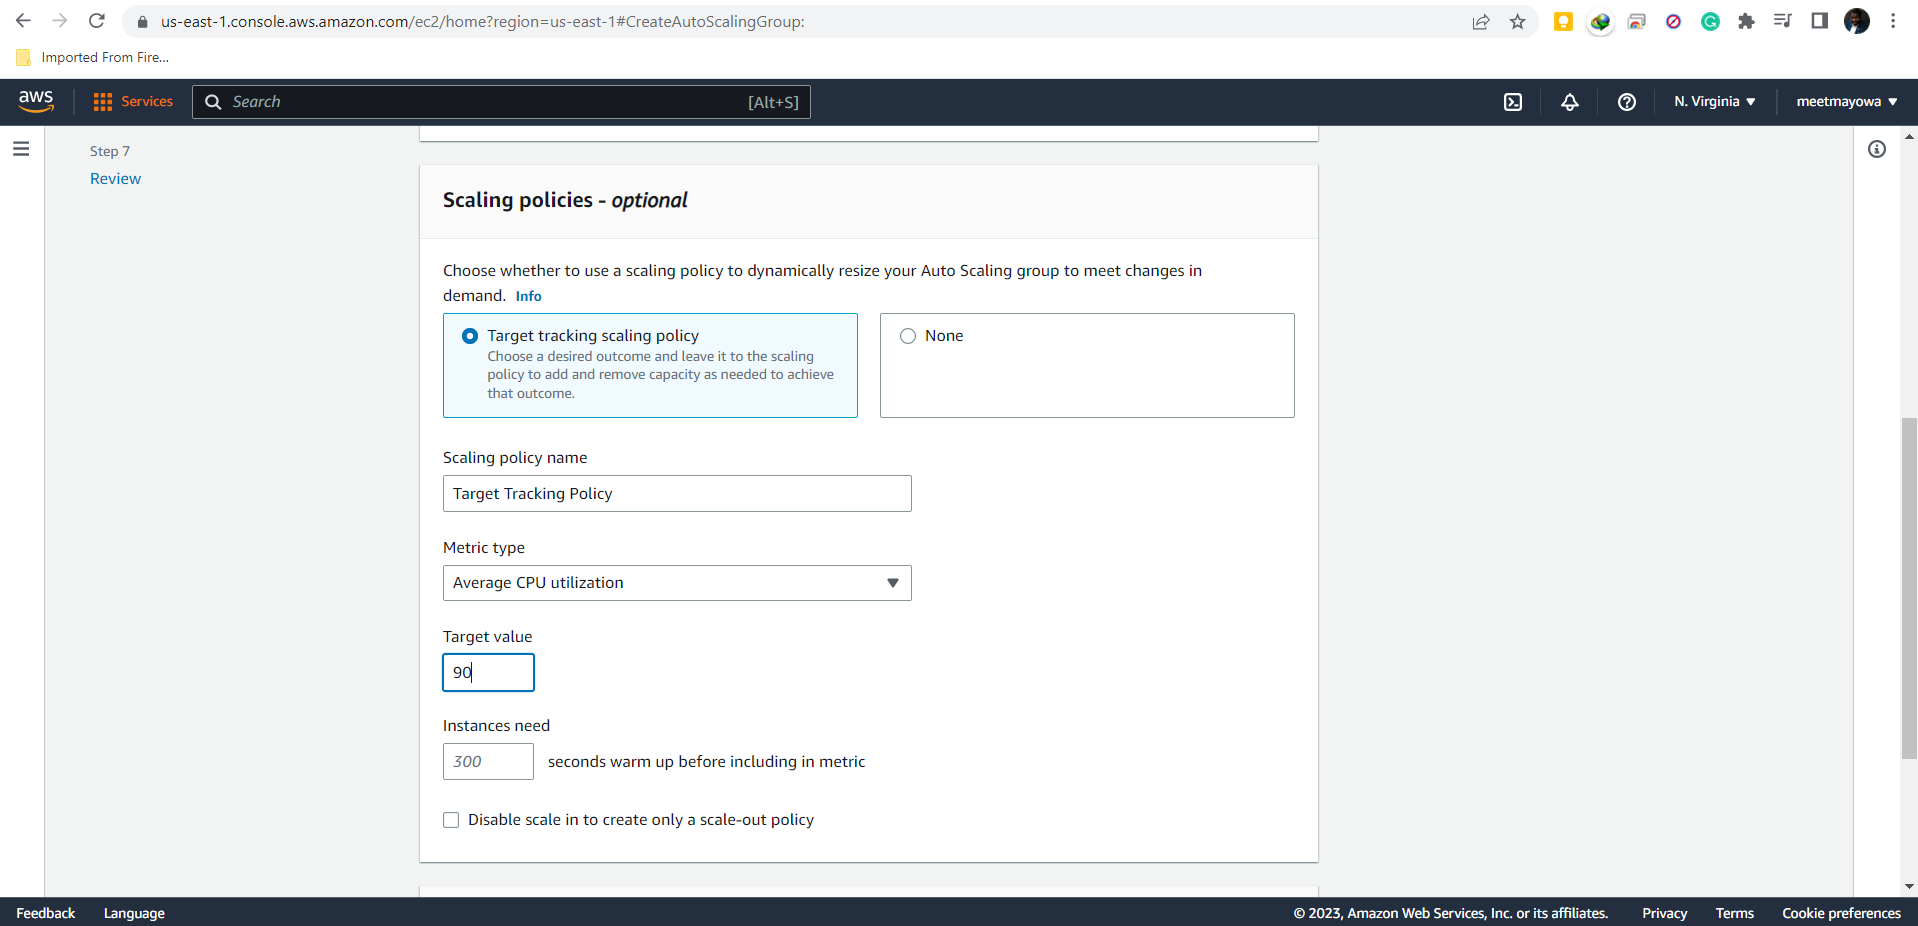 us-east-1.console.aws.amazon.com/ec2/home?region=us-east-1#CreateAutoScalingGroup:
Imported From Fire...
aws
Services
Search
[Alt+S]
N. Virginia
meetmayowa
Step 7
Review
Scaling policies - optional
Choose whether to use a scaling policy to dynamically resize your Auto Scaling group to meet changes in
demand. Info
Target tracking scaling policy
Choose a desired outcome and leave it to the scaling
policy to add and remove capacity as needed to achieve
that outcome.
None
Scaling policy name
Target Tracking Policy
Metric type
Average CPU utilization
Target value
90
Instances need
300 seconds warm up before including in metric
Disable scale in to create only a scale-out policy
Feedback
Language
© 2023, Amazon Web Services, Inc. or its affiliates.
Privacy
Terms
Cookie preferences